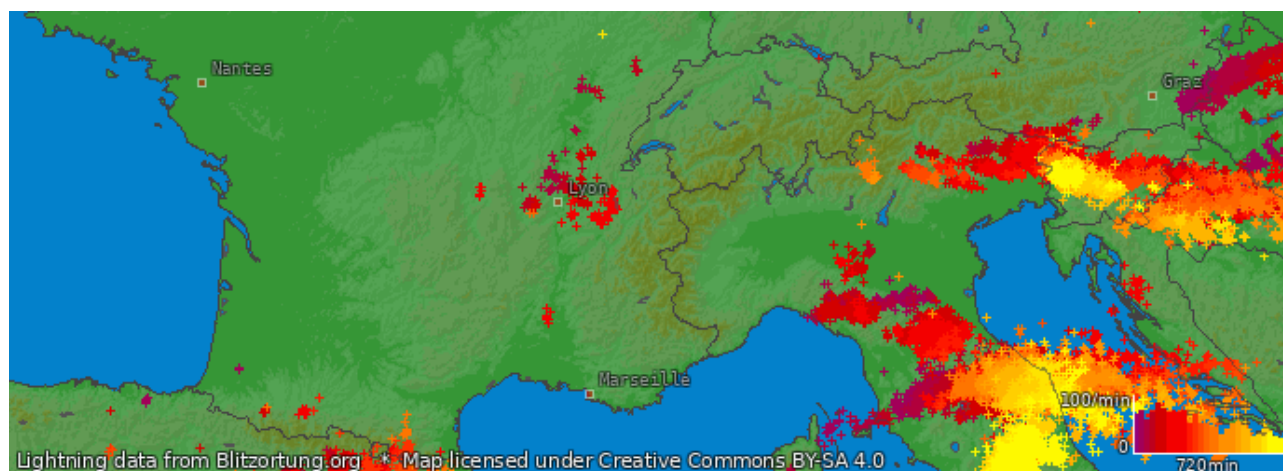 Nantes
Graz
Lyon
Marseille
100/min
0
Lightning data from Blitzortung.org * Map licensed under Creative Commons BY-SA 4.0
720min